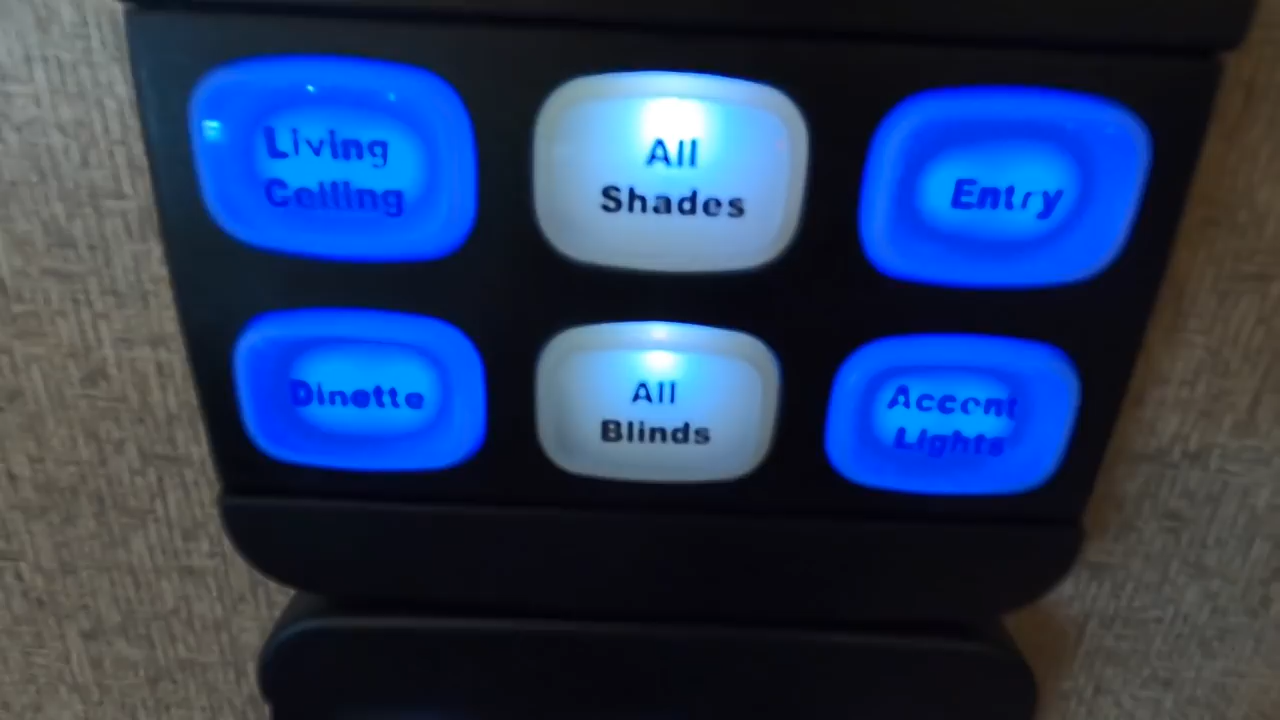 Living
Ceiling
All
Shades
Entry
Dinette
All
Blinds
Accent
Lights